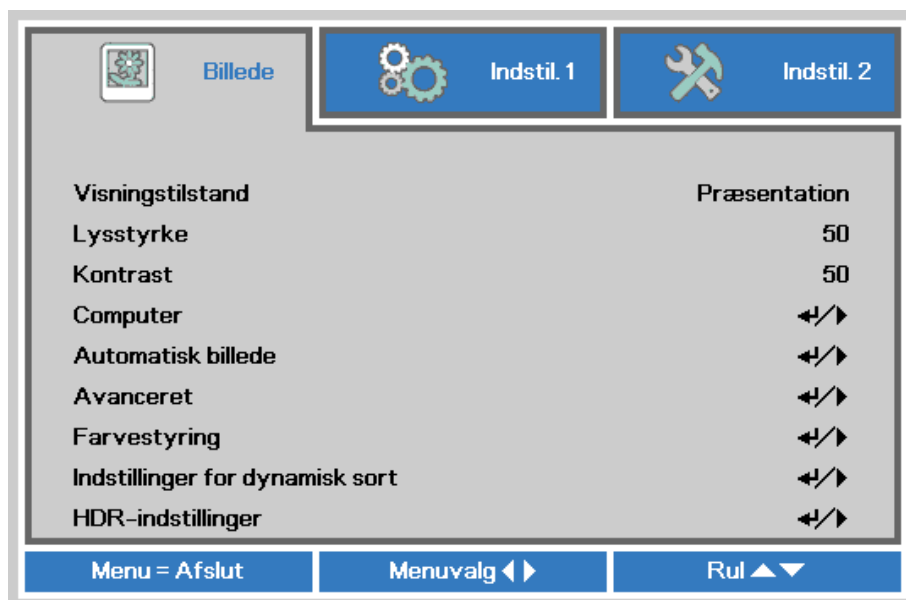 Billede
Indstil. 1
Indstil. 2
Visningstilstand Præsentation
Lysstyrke 50
Kontrast 50
Computer
Automatisk billede
Avanceret
Farvestyring
Indstillinger for dynamisk sort
HDR-indstillinger
Menu = Afslut
Menuvalg
Rul